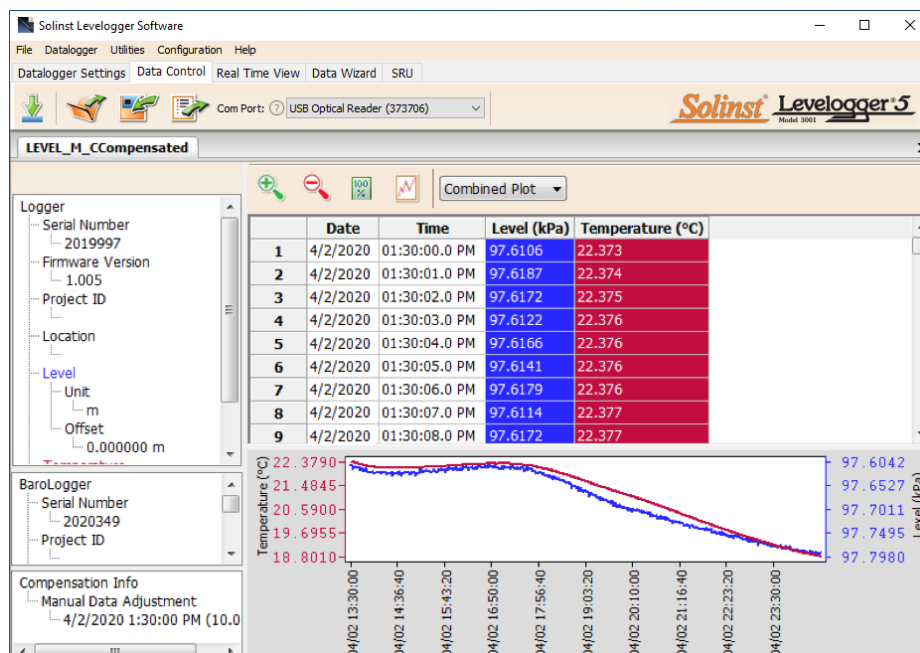 Solinst Levelogger Software
File Datalogger Utilities Configuration Help
Datalogger Settings Data Control Real Time View Data Wizard SRU
Com Port: ? USB Optical Reader (373706)
Solinst® Levelogger® 5
Model 3001
LEVEL_M_CCompensated
100 %
Combined Plot
Logger
Serial Number
2019997
Firmware Version
1.005
Project ID
Location
Level
Unit
m
Offset
0.000000 m
BaroLogger
Serial Number
2020349
Project ID
Compensation Info
Manual Data Adjustment
4/2/2020 1:30:00 PM (10.0
Date Time Level (kPa) Temperature (°C)
1 4/2/2020 01:30:00.0 PM 97.6106 22.373
2 4/2/2020 01:30:01.0 PM 97.6187 22.374
3 4/2/2020 01:30:02.0 PM 97.6172 22.375
4 4/2/2020 01:30:03.0 PM 97.6122 22.376
5 4/2/2020 01:30:04.0 PM 97.6166 22.376
6 4/2/2020 01:30:05.0 PM 97.6141 22.376
7 4/2/2020 01:30:06.0 PM 97.6179 22.376
8 4/2/2020 01:30:07.0 PM 97.6114 22.377
9 4/2/2020 01:30:08.0 PM 97.6172 22.377
Temperature (°C)
22.3790
21.4845
20.5900
19.6955
18.8010
97.6042
97.6527
97.7011
97.7495
97.7980
Level (kPa)
04/02 13:30:00
04/02 14:36:40
04/02 15:43:20
04/02 16:50:00
04/02 17:56:40
04/02 19:03:20
04/02 20:10:00
04/02 21:16:40
04/02 22:23:20
04/02 23:30:00